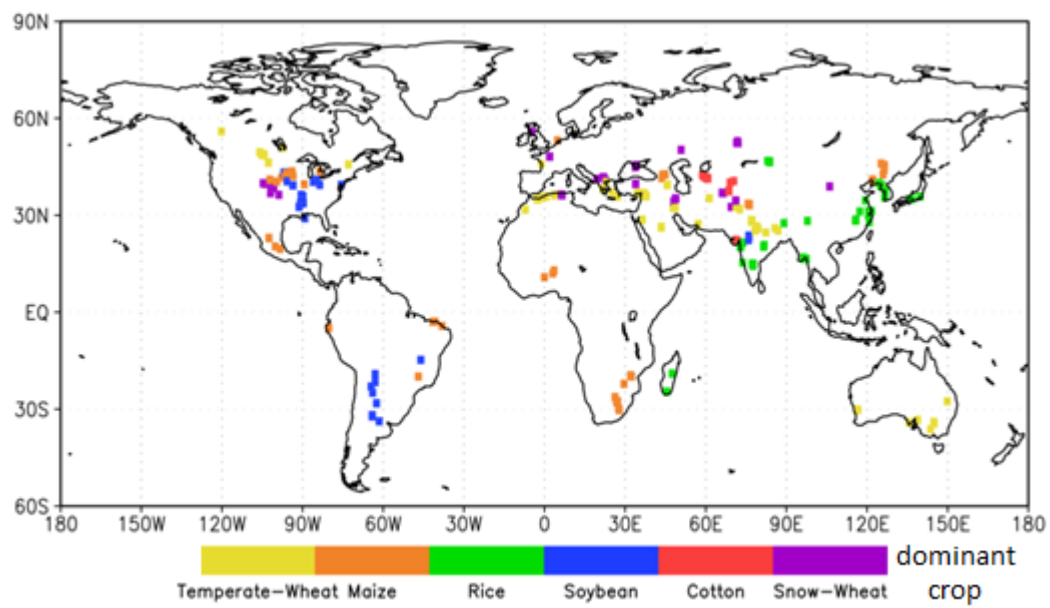 90N
60N
30N
EQ
30S
60S
180 150W 120W 90W 60W 30W 0 30E 60E 90E 120E 150E 180
dominant
Temperate-Wheat Maize Rice Soybean Cotton Snow-Wheat
crop